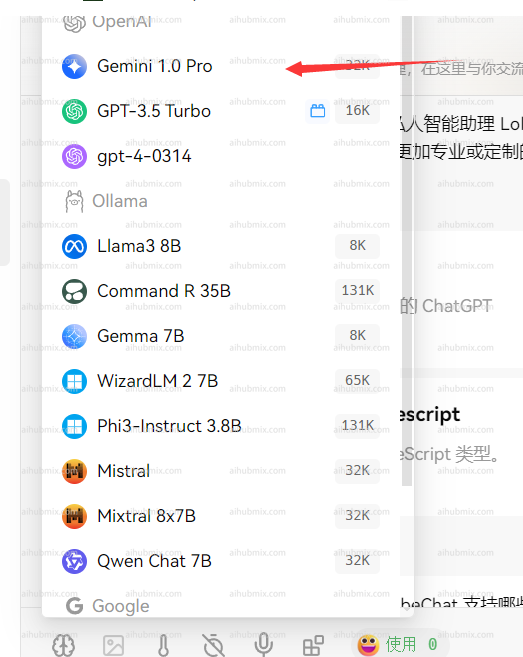 OpenAI
Gemini 1.0 Pro 32K
理，在这里与你交流
GPT-3.5 Turbo 16K
私人智能助理 Lob
更加专业或定制的
gpt-4-0314
Ollama
Llama3 8B 8K
Command R 35B 131K
的 ChatGPT
Gemma 7B 8K
WizardLM 2 7B 65K
escript
Phi3-Instruct 3.8B 131K
eScript 类型。
Mistral 32K
Mixtral 8x7B 32K
Qwen Chat 7B 32K
Google
beChat 支持哪些
使用 0
aihubmix.com